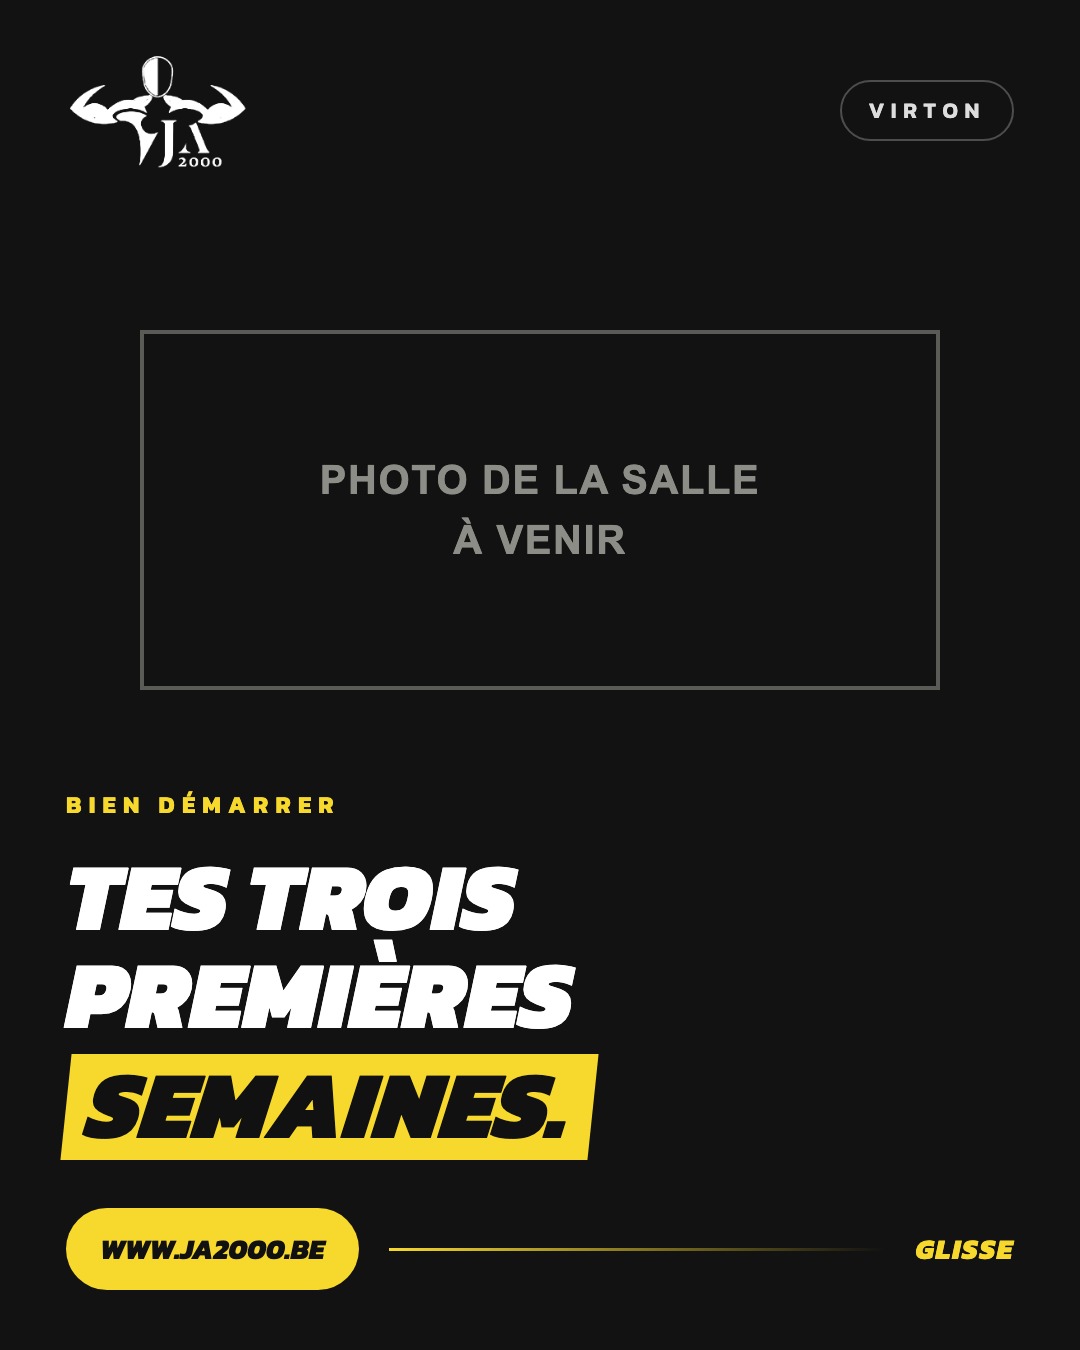 JA
2000
VIRTON
PHOTO DE LA SALLE
À VENIR
BIEN DÉMARRER
TES TROIS
PREMIÈRES
SEMAINES.
WWW.JA2000.BE
GLISSE